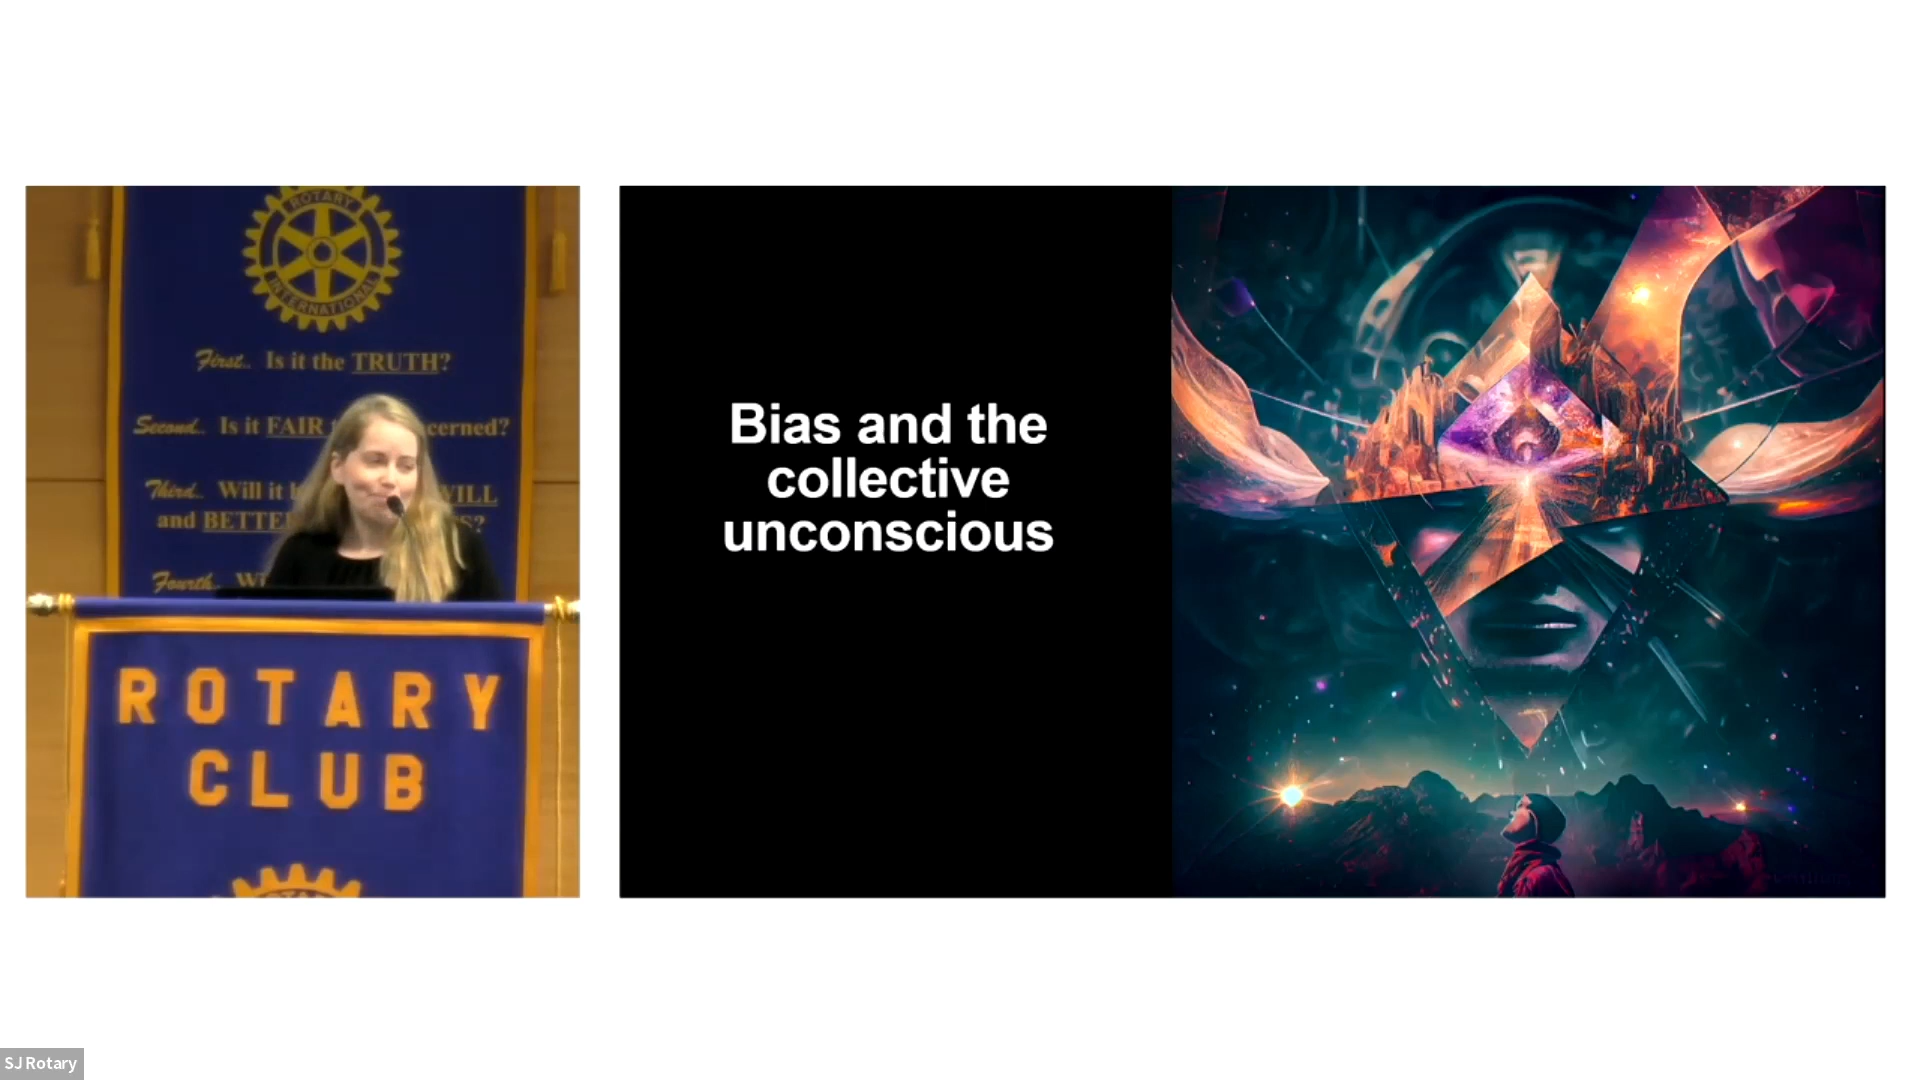 ROTARY
INTERNATIONAL
First.. Is it the TRUTH?
Second.. Is it FAIR cerned?
Third.. Will it
and BETTE
Fourth..
ROTARY
CLUB
ROTARY
Bias and the
collective
unconscious
SJ Rotary